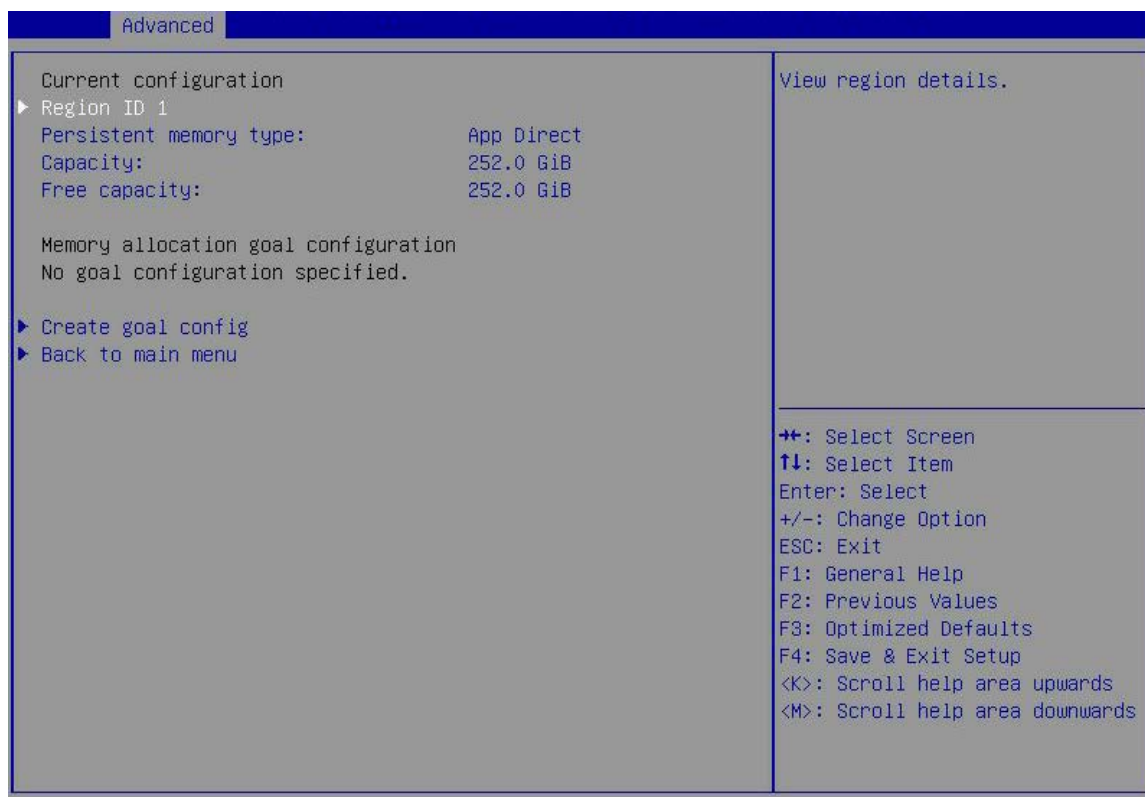 Advanced
Current configuration
Region ID 1
Persistent memory type: App Direct
Capacity: 252.0 GiB
Free capacity: 252.0 GiB
Memory allocation goal configuration
No goal configuration specified.
Create goal config
Back to main menu
View region details.
→←: Select Screen
↑↓: Select Item
Enter: Select
+/-: Change Option
ESC: Exit
F1: General Help
F2: Previous Values
F3: Optimized Defaults
F4: Save & Exit Setup
<K>: Scroll help area upwards
<M>: Scroll help area downwards